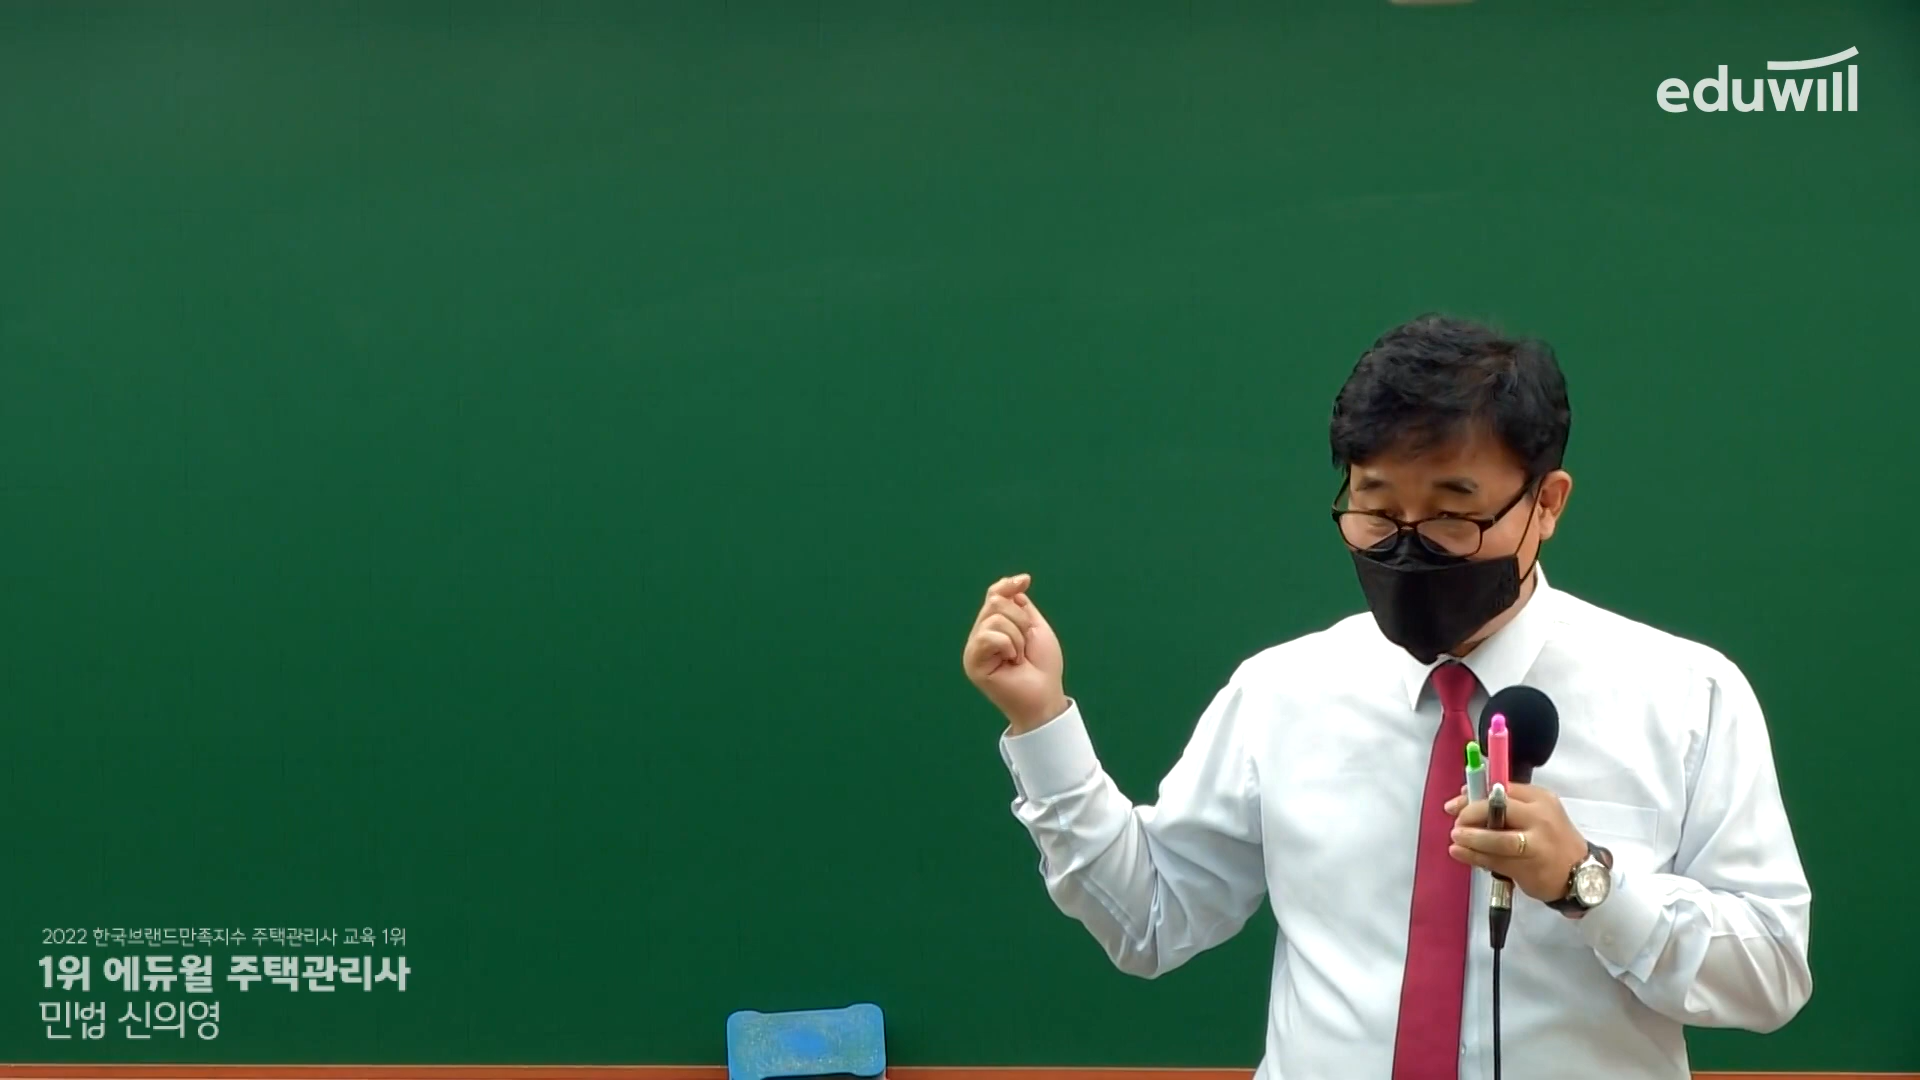 eduwill
2022 한국브랜드만족지수 주택관리사 교육 1위
1위 에듀윌 주택관리사
민법 신의영